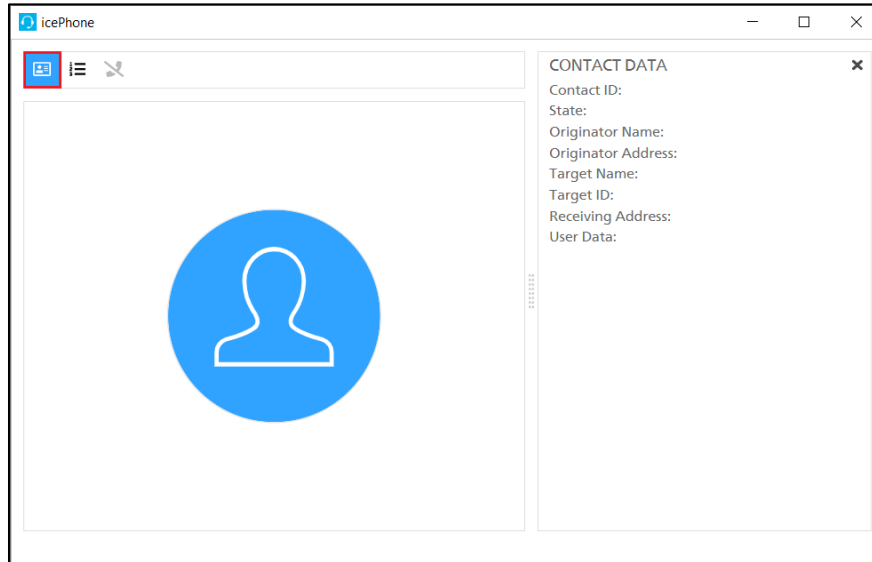 icePhone
CONTACT DATA
Contact ID:
State:
Originator Name:
Originator Address:
Target Name:
Target ID:
Receiving Address:
User Data: